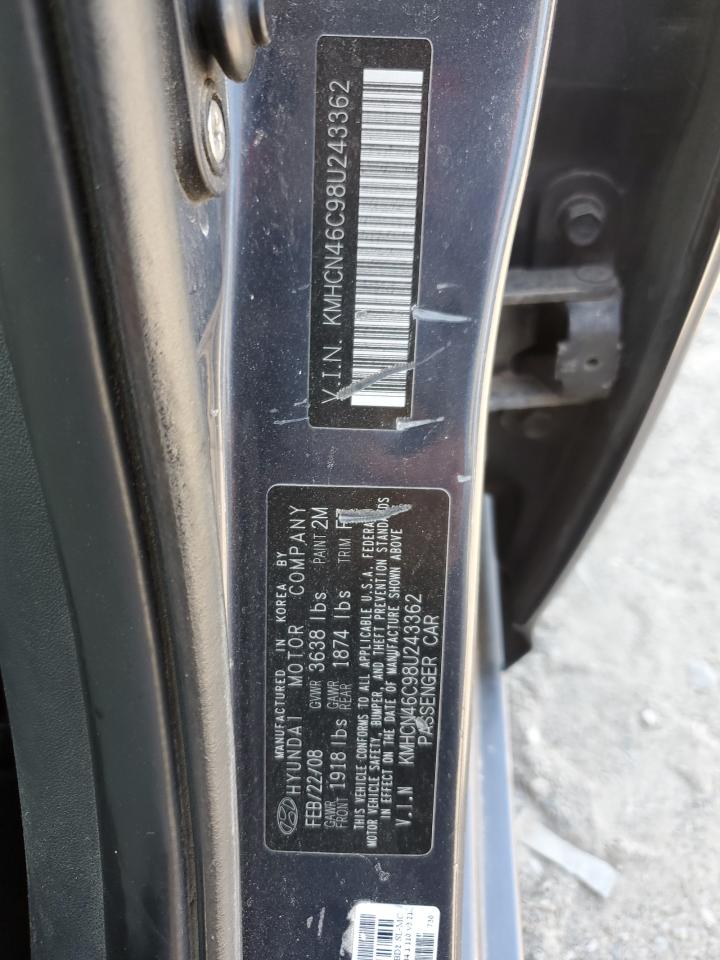 V.I.N. KMHCN46C98U243362
MANUFACTURED IN KOREA BY
HYUNDAI MOTOR COMPANY
FEB/22/08 GVWR 3638 lbs PAINT 2M
GAWR FRONT 1918 lbs GAWR REAR 1874 lbs TRIM
THIS VEHICLE CONFORMS TO ALL APPLICABLE U.S.A. FEDERAL
MOTOR VEHICLE SAFETY, BUMPER, AND THEFT PREVENTION STANDARDS
IN EFFECT ON THE DATE OF MANUFACTURE SHOWN ABOVE
V.I.N KMHCN46C98U243362
PASSENGER CAR
730